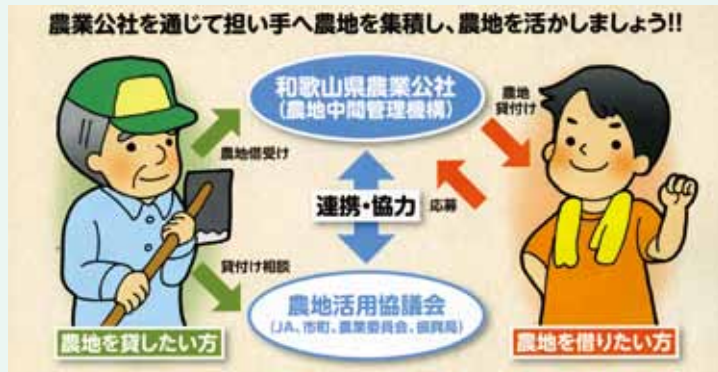 農業公社を通じて担い手へ農地を集積し、農地を活かしましょう!!
和歌山県農業公社
(農地中間管理機構)
農地
貸付け
農地借受け
連携・協力
応募
貸付け相談
農地活用協議会
(JA、市町、農業委員会、振興局)
農地を貸したい方
農地を借りたい方